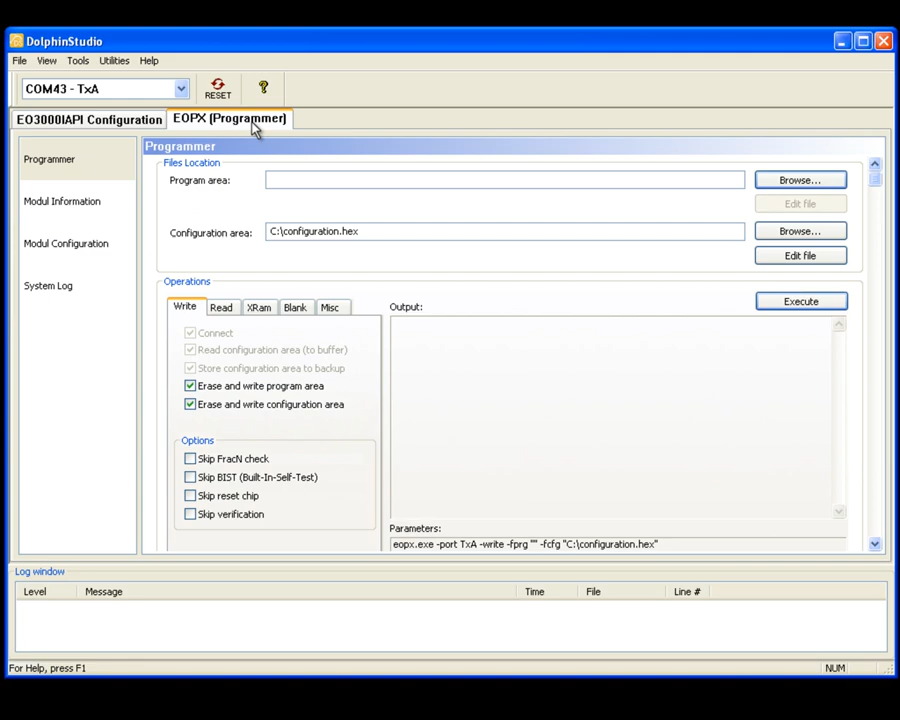 DolphinStudio
File View Tools Utilities Help
COM43 - TxA RESET ?
EO3000IAPI Configuration EOPX (Programmer)
Programmer
Modul Information
Modul Configuration
System Log
Programmer
Files Location
Program area: Browse...
Edit file
Configuration area: C:\configuration.hex Browse...
Edit file
Operations
Write Read XRam Blank Misc Output: Execute
Connect
Read configuration area (to buffer)
Store configuration area to backup
Erase and write program area
Erase and write configuration area
Options
Skip FracN check
Skip BIST (Built-In-Self-Test)
Skip reset chip
Skip verification
Parameters:
eopx.exe -port TxA -write -fprg "" -fcfg "C:\configuration.hex"
Log window
Level Message Time File Line #
For Help, press F1 NUM